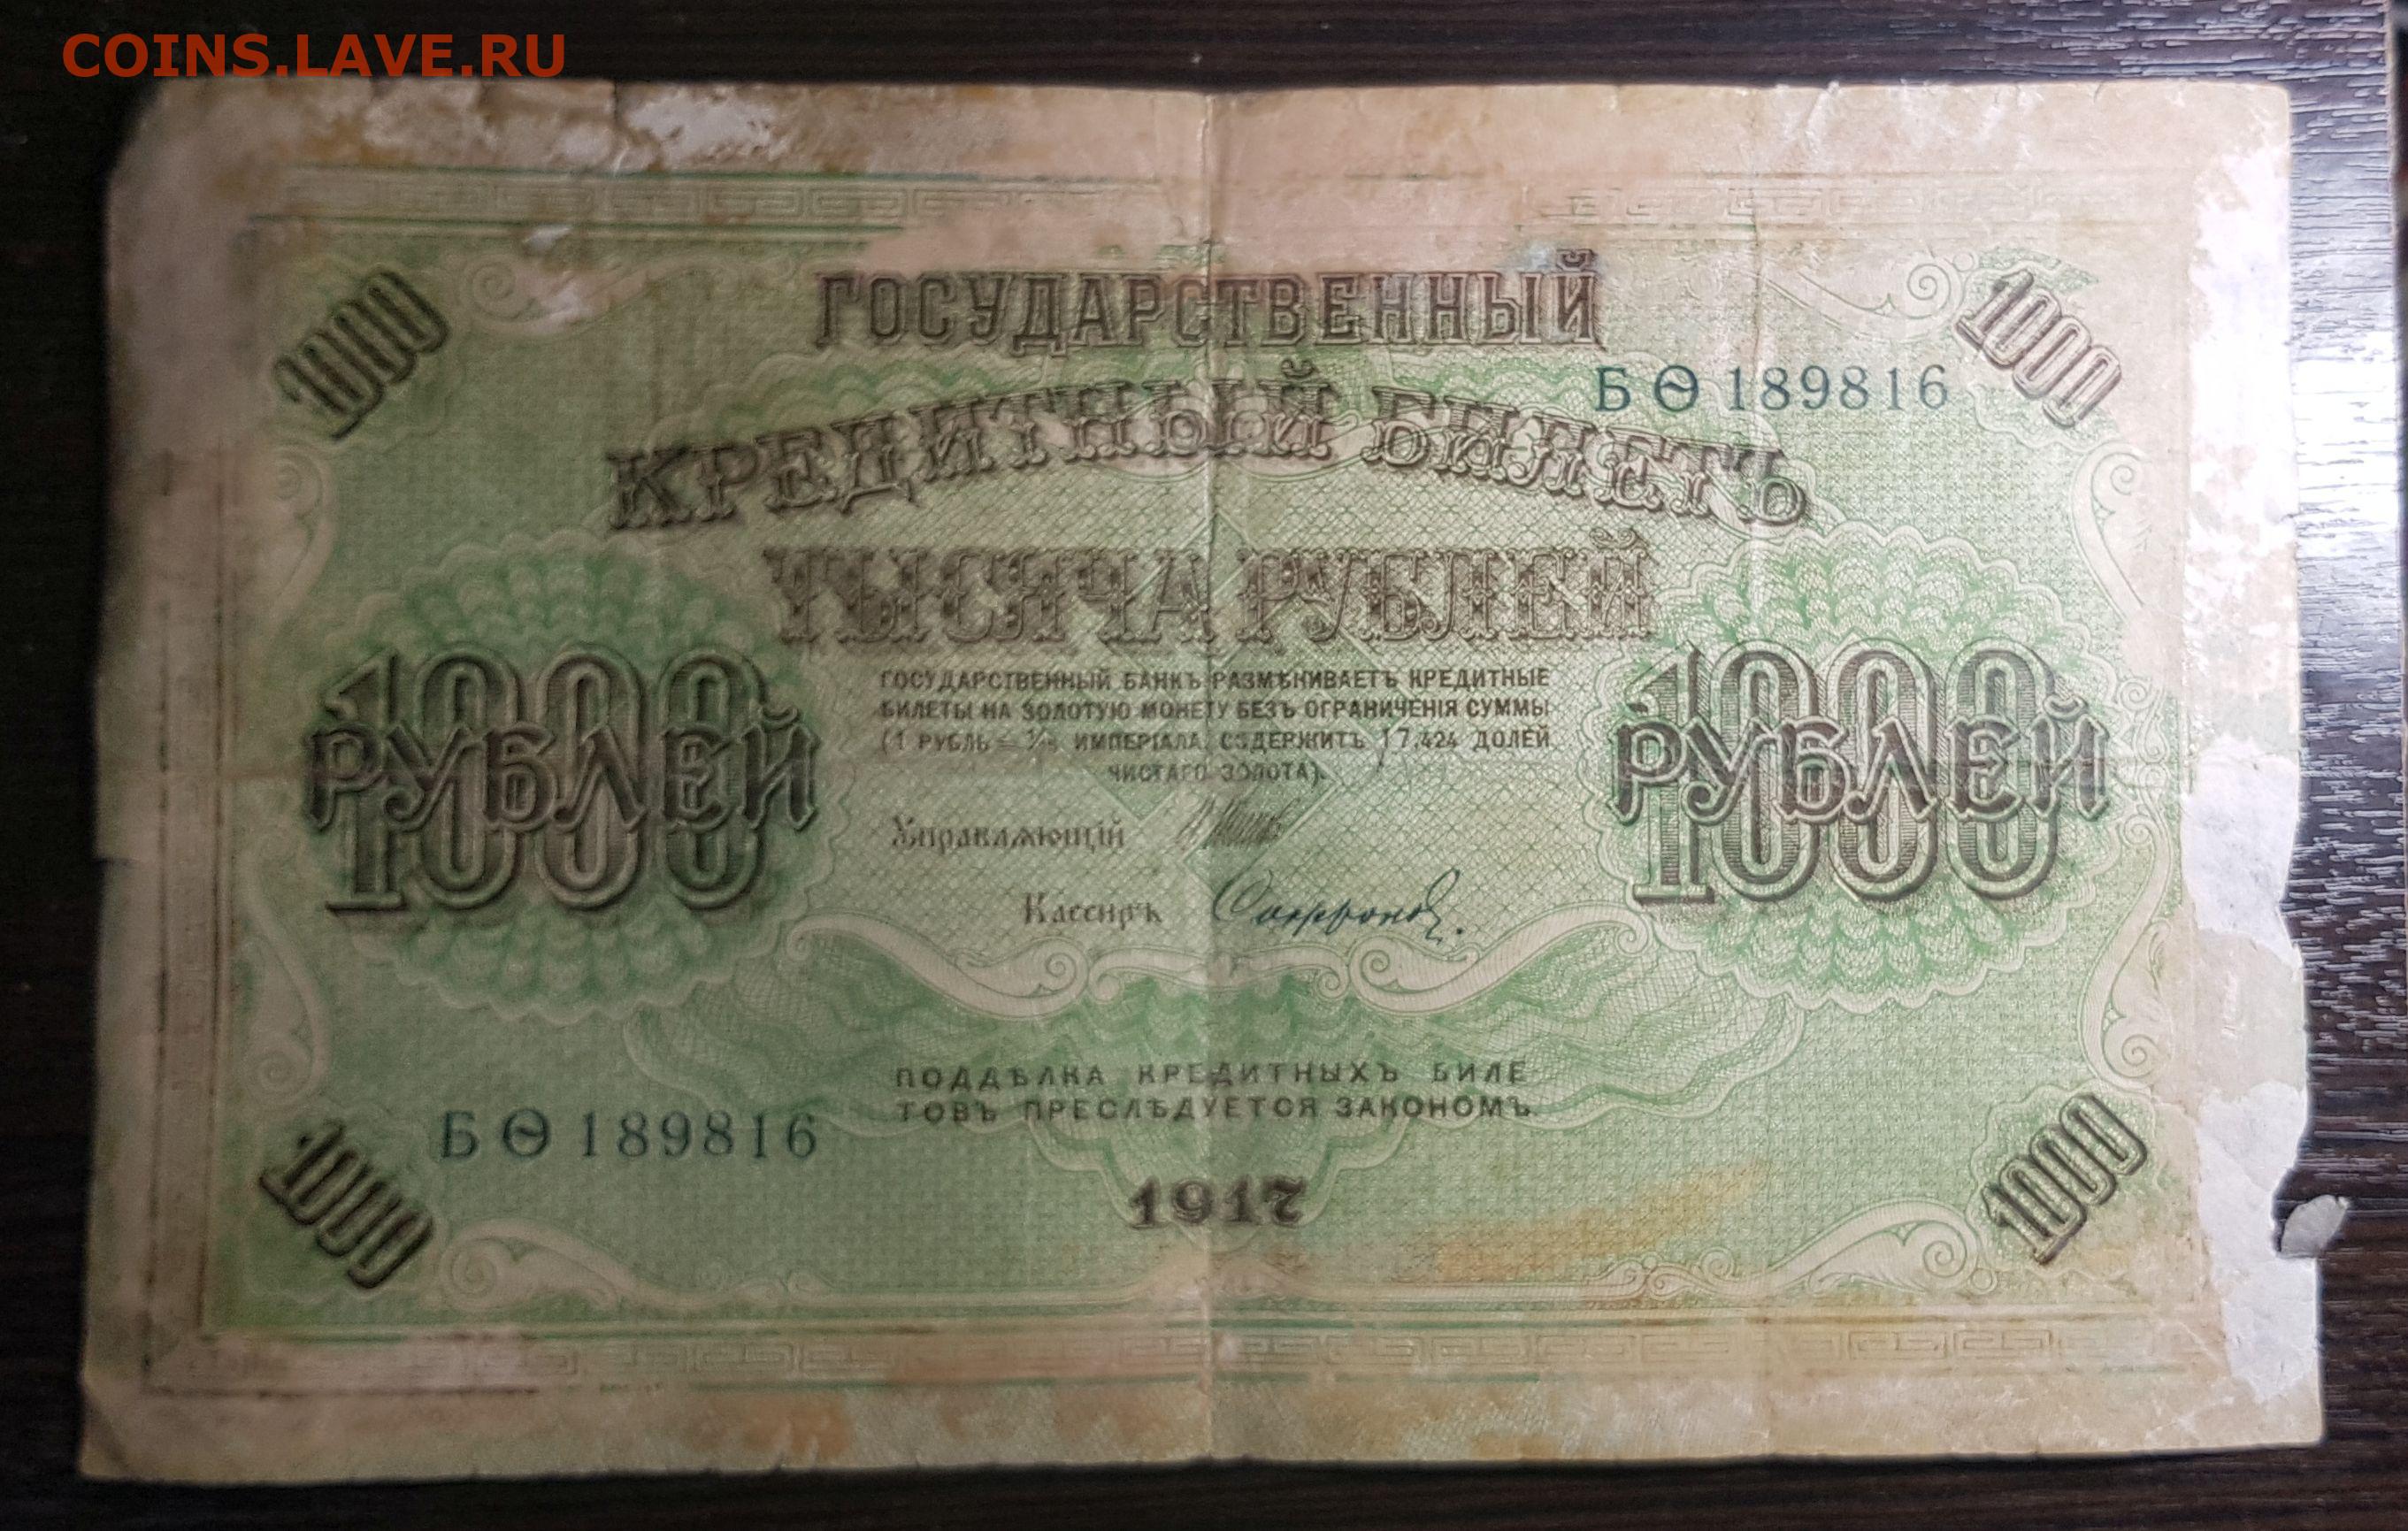 COINS.LAVE.RU
1000
1000
ГОСУДАРСТВЕННЫЙ
БѲ 189816
КРЕДИТНЫЙ БИЛЕТЪ
ТЫСЯЧА РУБЛЕЙ
1000
РУБЛЕЙ
1000
РУБЛЕЙ
ГОСУДАРСТВЕННЫЙ БАНКЪ РАЗМѢНИВАЕТЪ КРЕДИТНЫЕ
БИЛЕТЫ НА ЗОЛОТУЮ МОНЕТУ БЕЗЪ ОГРАНИЧЕНІЯ СУММЫ
(1 РУБЛЬ = 1/15 ИМПЕРІАЛА, СОДЕРЖИТЪ 17,424 ДОЛЕЙ
ЧИСТАГО ЗОЛОТА).
Управляющій
Кассиръ Софроновъ.
ПОДДѢЛКА КРЕДИТНЫХЪ БИЛЕ
ТОВЪ ПРЕСЛѢДУЕТСЯ ЗАКОНОМЪ.
БѲ 189816
1917
1000
1000